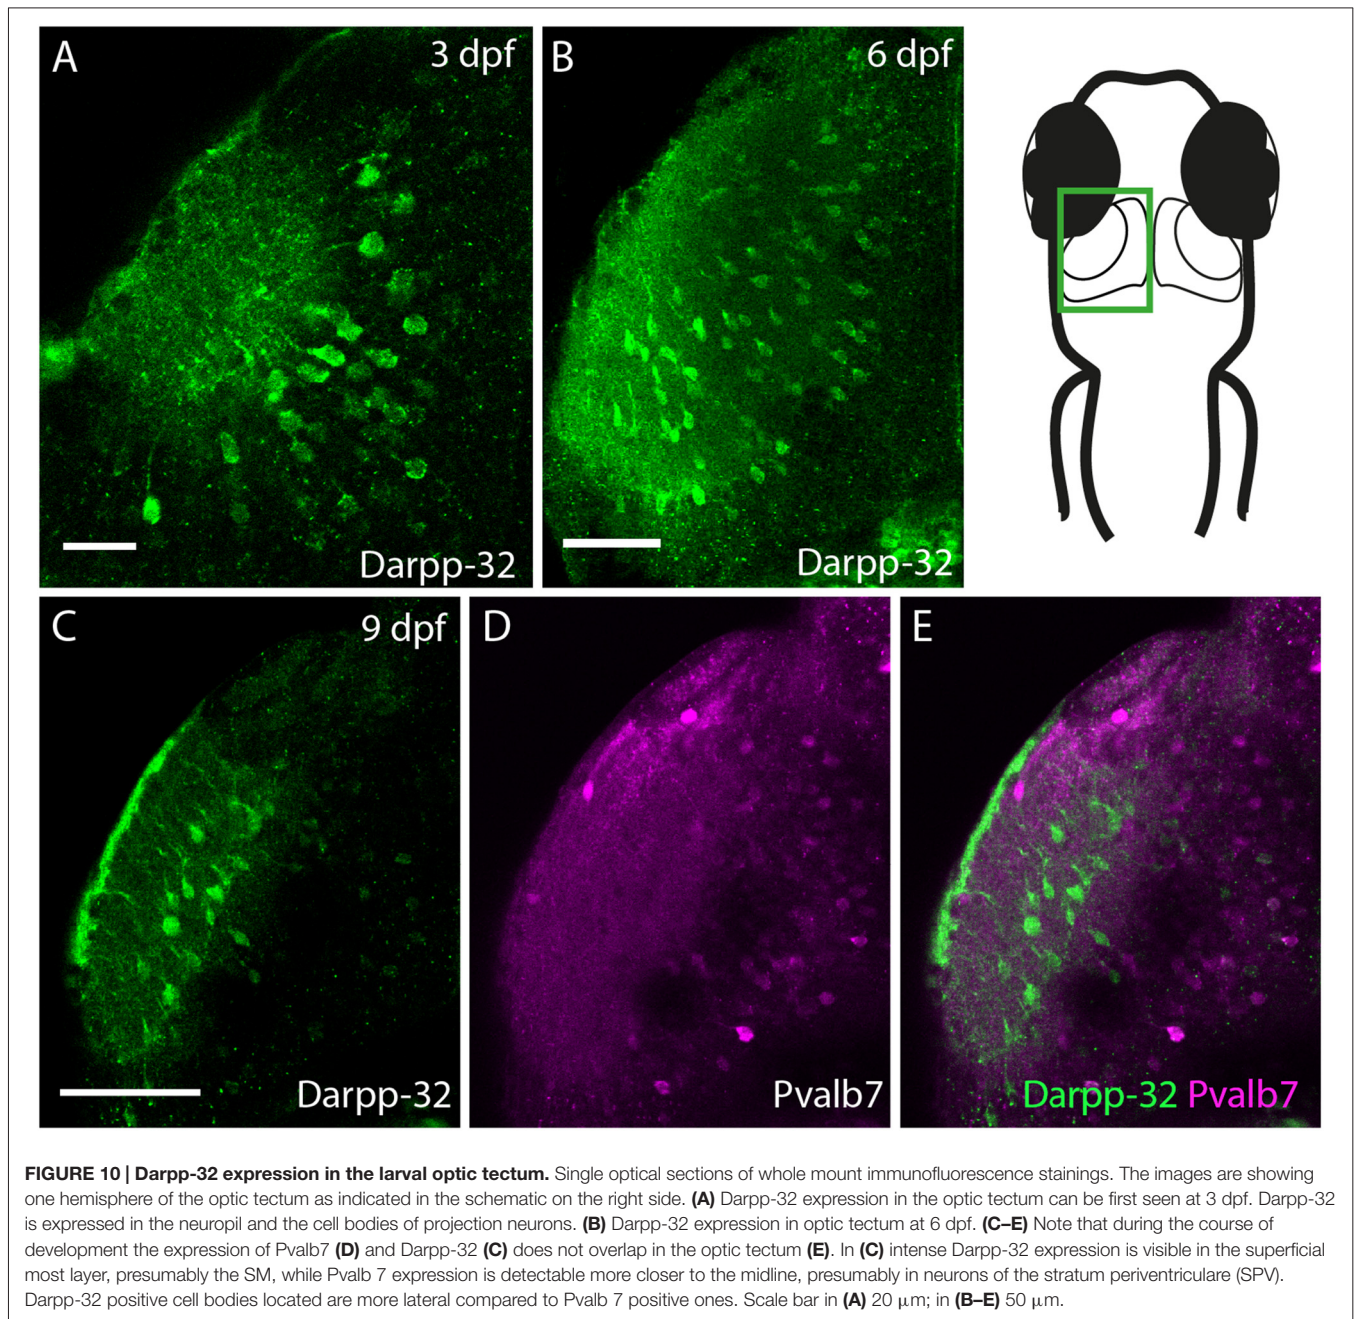 A
3 dpf
Darpp-32
B
6 dpf
Darpp-32
C
9 dpf
Darpp-32
D
Pvalb7
E
Darpp-32 Pvalb7
FIGURE 10 | Darpp-32 expression in the larval optic tectum. Single optical sections of whole mount immunofluorescence stainings. The images are showing
one hemisphere of the optic tectum as indicated in the schematic on the right side. (A) Darpp-32 expression in the optic tectum can be first seen at 3 dpf. Darpp-32
is expressed in the neuropil and the cell bodies of projection neurons. (B) Darpp-32 expression in optic tectum at 6 dpf. (C–E) Note that during the course of
development the expression of Pvalb7 (D) and Darpp-32 (C) does not overlap in the optic tectum (E). In (C) intense Darpp-32 expression is visible in the superficial
most layer, presumably the SM, while Pvalb 7 expression is detectable more closer to the midline, presumably in neurons of the stratum periventriculare (SPV).
Darpp-32 positive cell bodies located are more lateral compared to Pvalb 7 positive ones. Scale bar in (A) 20 μm; in (B–E) 50 μm.